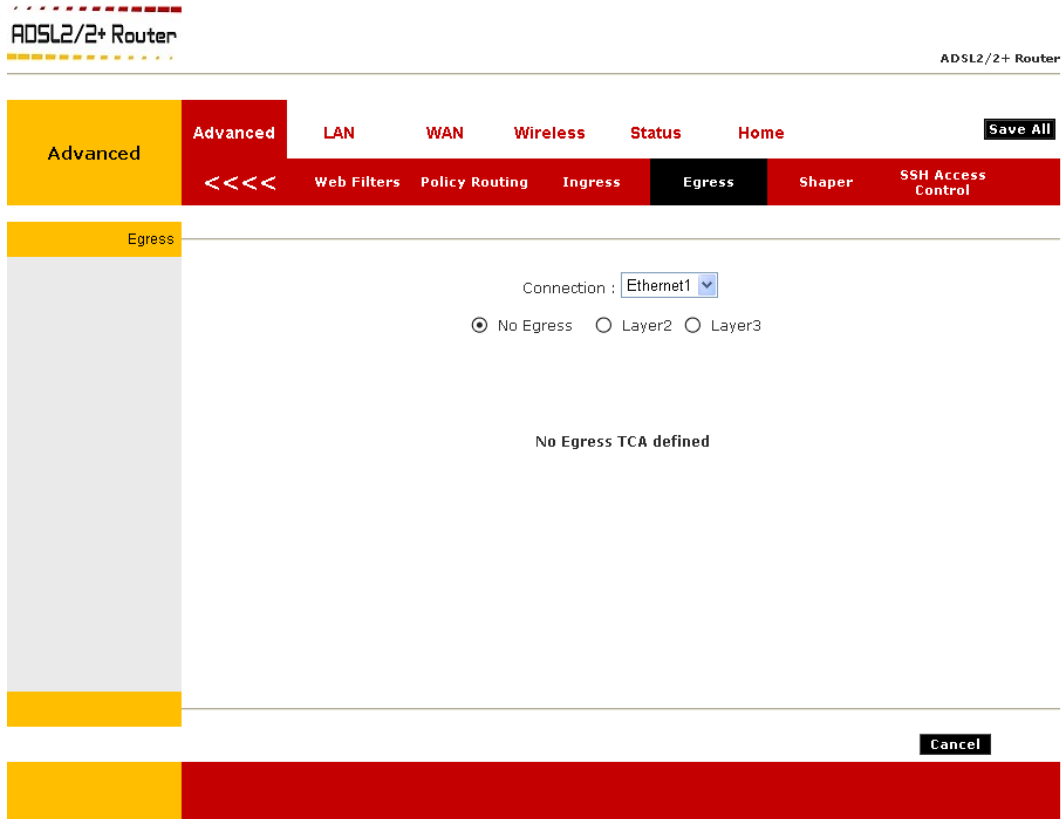 ADSL2/2+ Router
ADSL2/2+ Router
Advanced
Advanced LAN WAN Wireless Status Home Save All
<<<< Web Filters Policy Routing Ingress Egress Shaper SSH Access Control
Egress
Connection : Ethernet1
No Egress Layer2 Layer3
No Egress TCA defined
Cancel